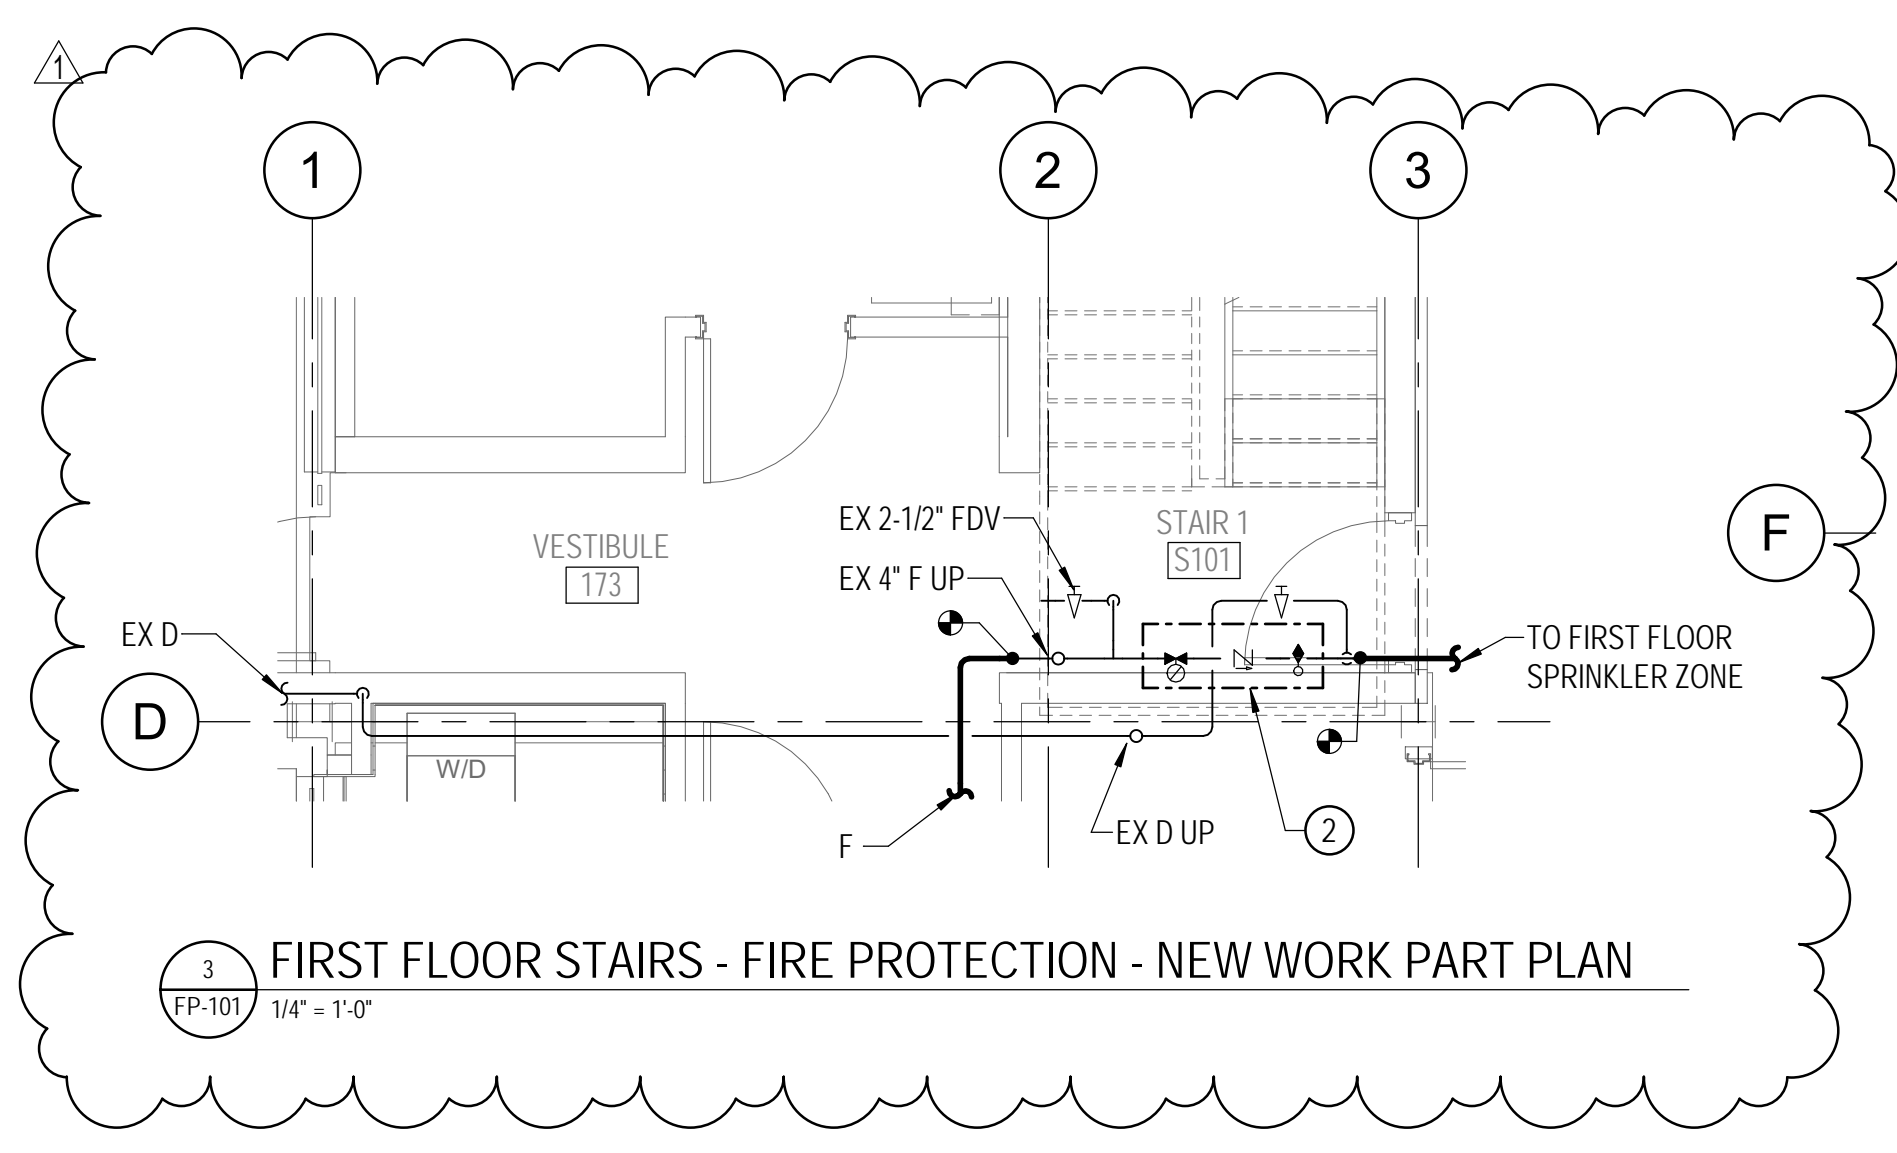 1
1
2
3
EX 2-1/2" FDV
STAIR 1
S101
F
VESTIBULE
173
EX 4" F UP
EX D
TO FIRST FLOOR
SPRINKLER ZONE
D
W/D
F
EX D UP
2
3
FP-101
FIRST FLOOR STAIRS - FIRE PROTECTION - NEW WORK PART PLAN
1/4" = 1'-0"